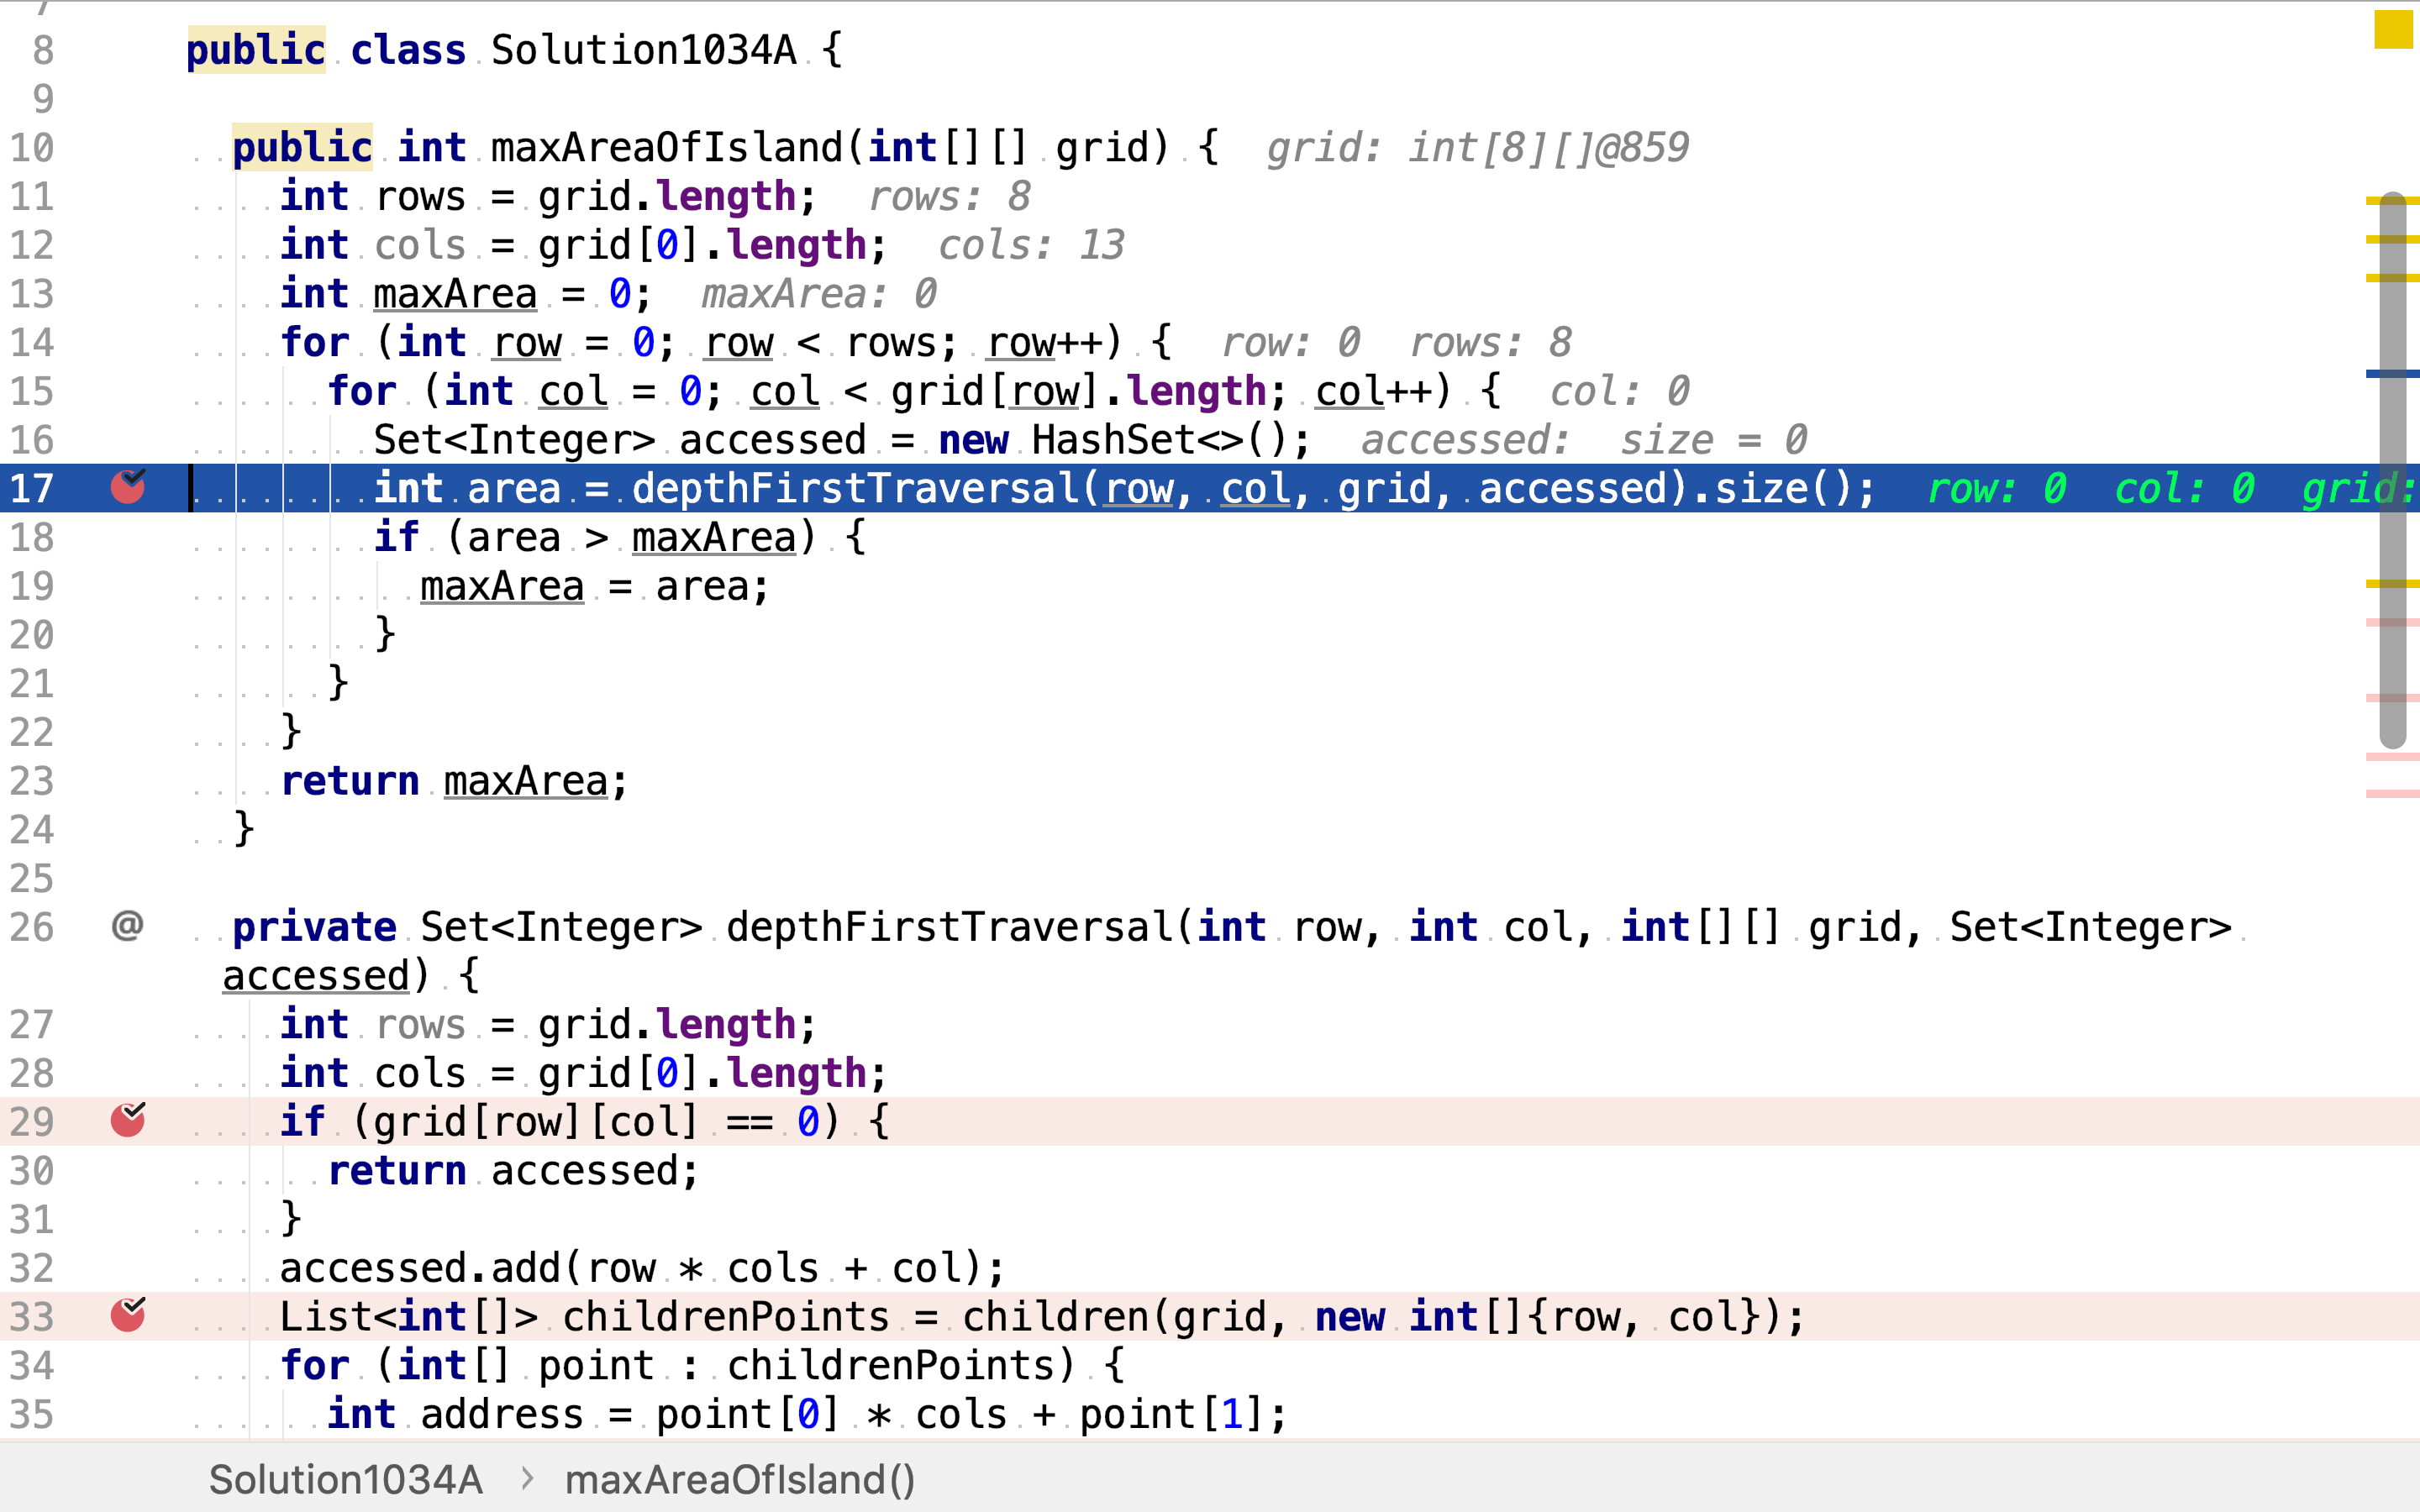 8 public class Solution1034A {
9
10 public int maxAreaOfIsland(int[][] grid) { grid: int[8][]@859
11 int rows = grid.length; rows: 8
12 int cols = grid[0].length; cols: 13
13 int maxArea = 0; maxArea: 0
14 for (int row = 0; row < rows; row++) { row: 0 rows: 8
15 for (int col = 0; col < grid[row].length; col++) { col: 0
16 Set<Integer> accessed = new HashSet<>(); accessed: size = 0
17 int area = depthFirstTraversal(row, col, grid, accessed).size(); row: 0 col: 0 grid:
18 if (area > maxArea) {
19 maxArea = area;
20 }
21 }
22 }
23 return maxArea;
24 }
25
26 @ private Set<Integer> depthFirstTraversal(int row, int col, int[][] grid, Set<Integer>
accessed) {
27 int rows = grid.length;
28 int cols = grid[0].length;
29 if (grid[row][col] == 0) {
30 return accessed;
31 }
32 accessed.add(row * cols + col);
33 List<int[]> childrenPoints = children(grid, new int[]{row, col});
34 for (int[] point : childrenPoints) {
35 int address = point[0] * cols + point[1];
Solution1034A > maxAreaOfIsland()